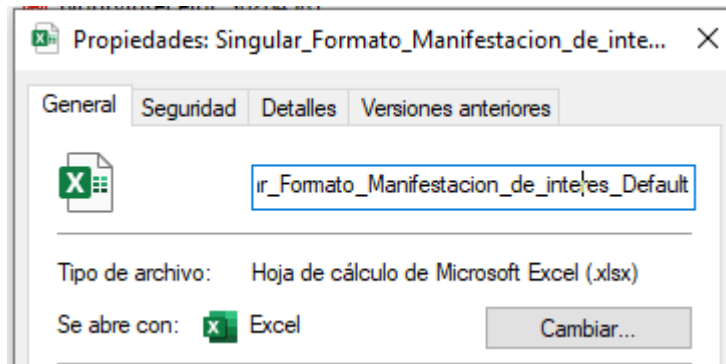 Propiedades: Singular_Formato_Manifestacion_de_inte...
General Seguridad Detalles Versiones anteriores
r_Formato_Manifestacion_de_interes_Default
Tipo de archivo: Hoja de cálculo de Microsoft Excel (.xlsx)
Se abre con: Excel Cambiar...